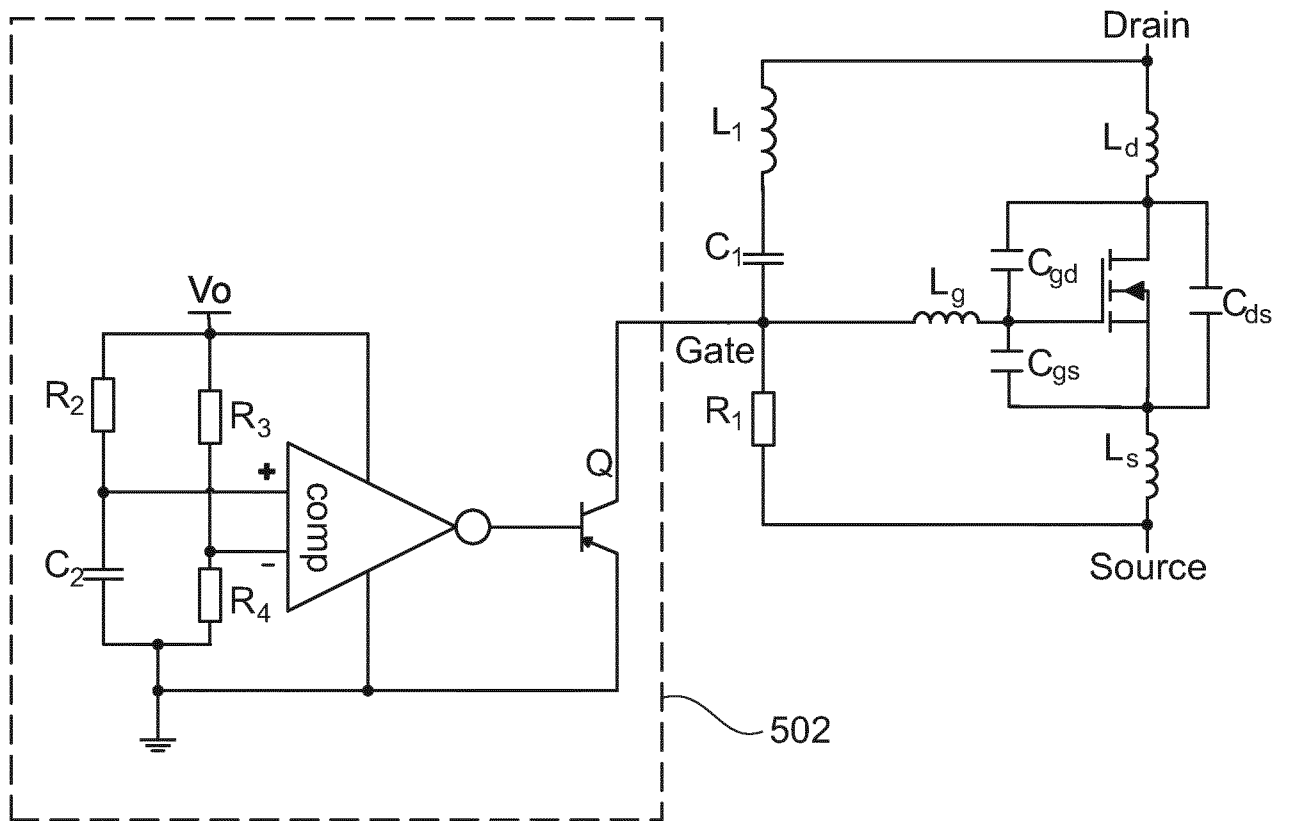 Drain
L1
Ld
C1
Cgd
Lg
Cds
Vo
Gate
Cgs
R2
R1
R3
Ls
Q
+
comp
C2
-
Source
R4
502